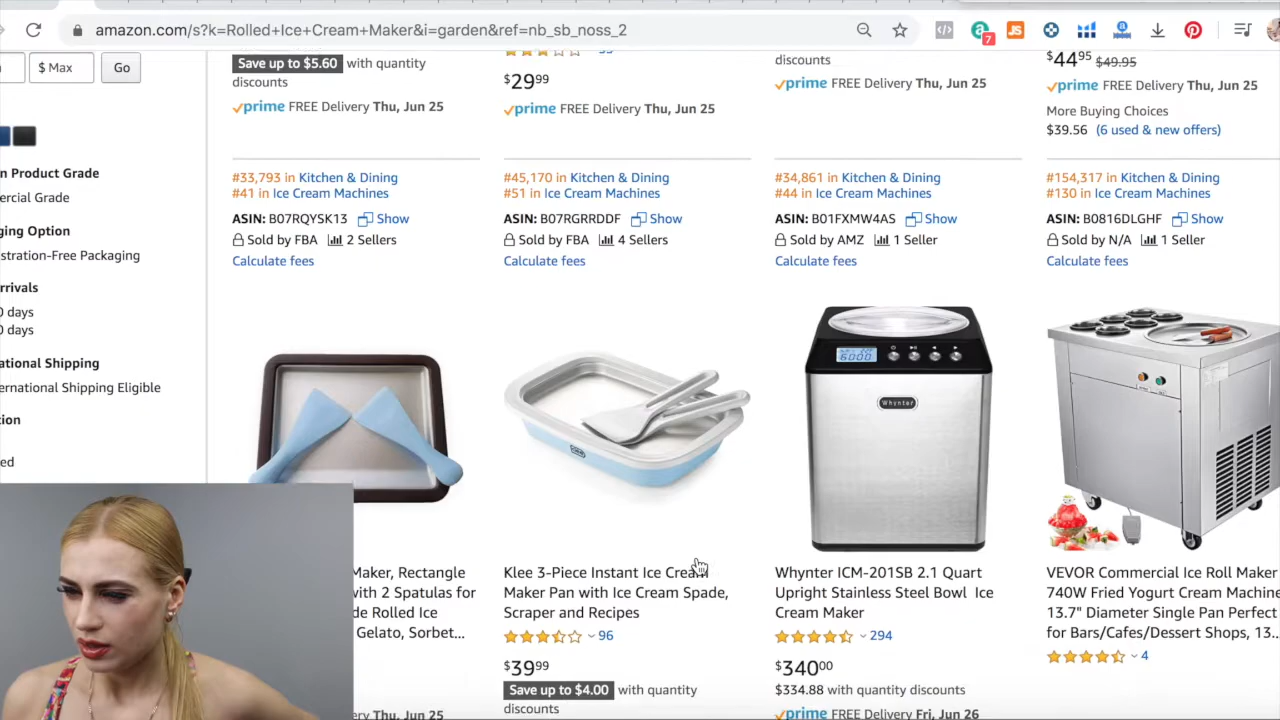 amazon.com/s?k=Rolled+Ice+Cream+Maker&i=garden&ref=nb_sb_noss_2
7
JS
$ Max
Go
n Product Grade
ercial Grade
ging Option
stration-Free Packaging
rrivals
0 days
0 days
national Shipping
ernational Shipping Eligible
tion
ed
Save up to $5.60 with quantity
discounts
prime FREE Delivery Thu, Jun 25
#33,793 in Kitchen & Dining
#41 in Ice Cream Machines
ASIN: B07RQYSK13 Show
Sold by FBA 2 Sellers
Calculate fees
$29.99
prime FREE Delivery Thu, Jun 25
#45,170 in Kitchen & Dining
#51 in Ice Cream Machines
ASIN: B07RGRRDDF Show
Sold by FBA 4 Sellers
Calculate fees
discounts
prime FREE Delivery Thu, Jun 25
#34,861 in Kitchen & Dining
#44 in Ice Cream Machines
ASIN: B01FXMW4AS Show
Sold by AMZ 1 Seller
Calculate fees
$44.95 $49.95
prime FREE Delivery Thu, Jun 25
More Buying Choices
$39.56 (6 used & new offers)
#154,317 in Kitchen & Dining
#130 in Ice Cream Machines
ASIN: B0816DLGHF Show
Sold by N/A 1 Seller
Calculate fees
Maker, Rectangle
with 2 Spatulas for
de Rolled Ice
Gelato, Sorbet...
Thu, Jun 25
Klee 3-Piece Instant Ice Cream
Maker Pan with Ice Cream Spade,
Scraper and Recipes
96
$39.99
Save up to $4.00 with quantity
discounts
Whynter
Whynter ICM-201SB 2.1 Quart
Upright Stainless Steel Bowl Ice
Cream Maker
294
$340.00
$334.88 with quantity discounts
prime FREE Delivery Fri, Jun 26
VEVOR Commercial Ice Roll Maker
740W Fried Yogurt Cream Machine
13.7" Diameter Single Pan Perfect
for Bars/Cafes/Dessert Shops, 13...
4